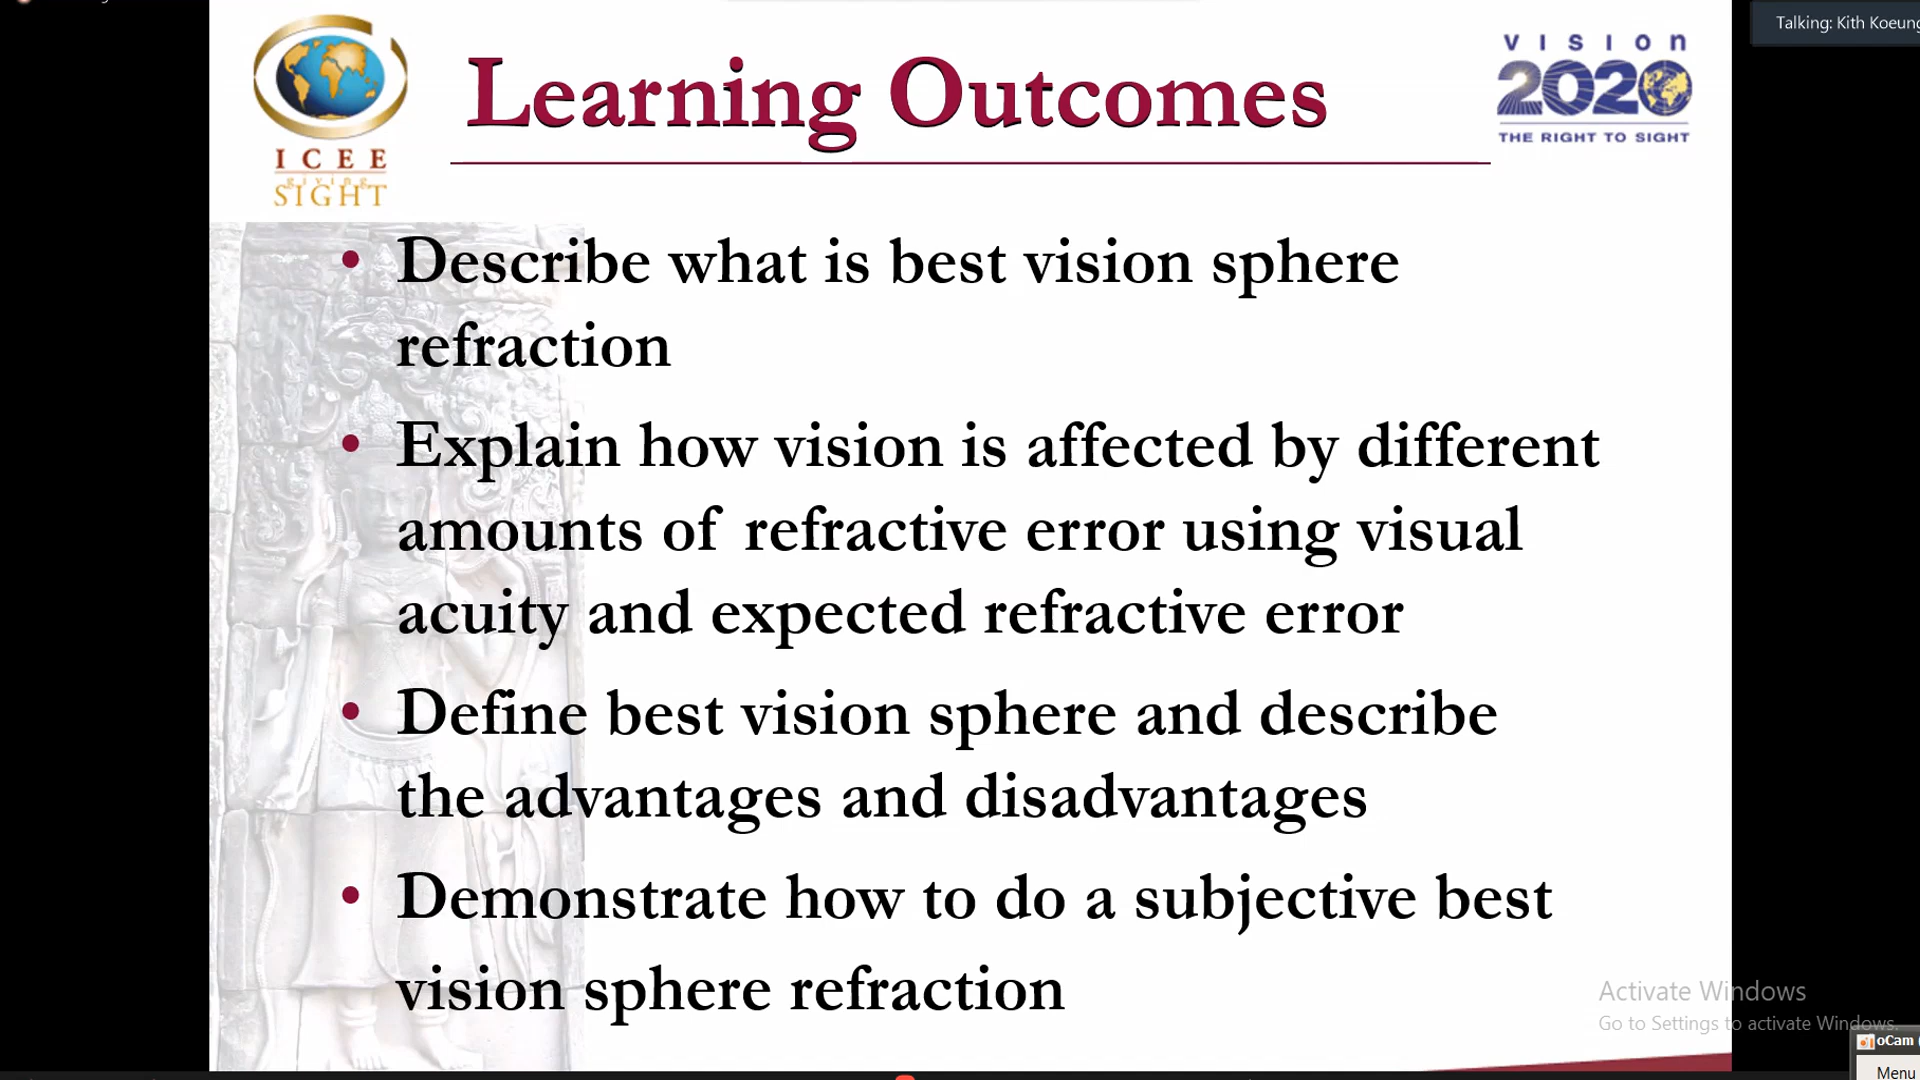 Talking: Kith Koeung
ICEE
giving
SIGHT
Learning Outcomes
VISION
2020
THE RIGHT TO SIGHT
• Describe what is best vision sphere
refraction
• Explain how vision is affected by different
amounts of refractive error using visual
acuity and expected refractive error
• Define best vision sphere and describe
the advantages and disadvantages
• Demonstrate how to do a subjective best
vision sphere refraction
Activate Windows
Go to Settings to activate Windows.
oCam (
Menu